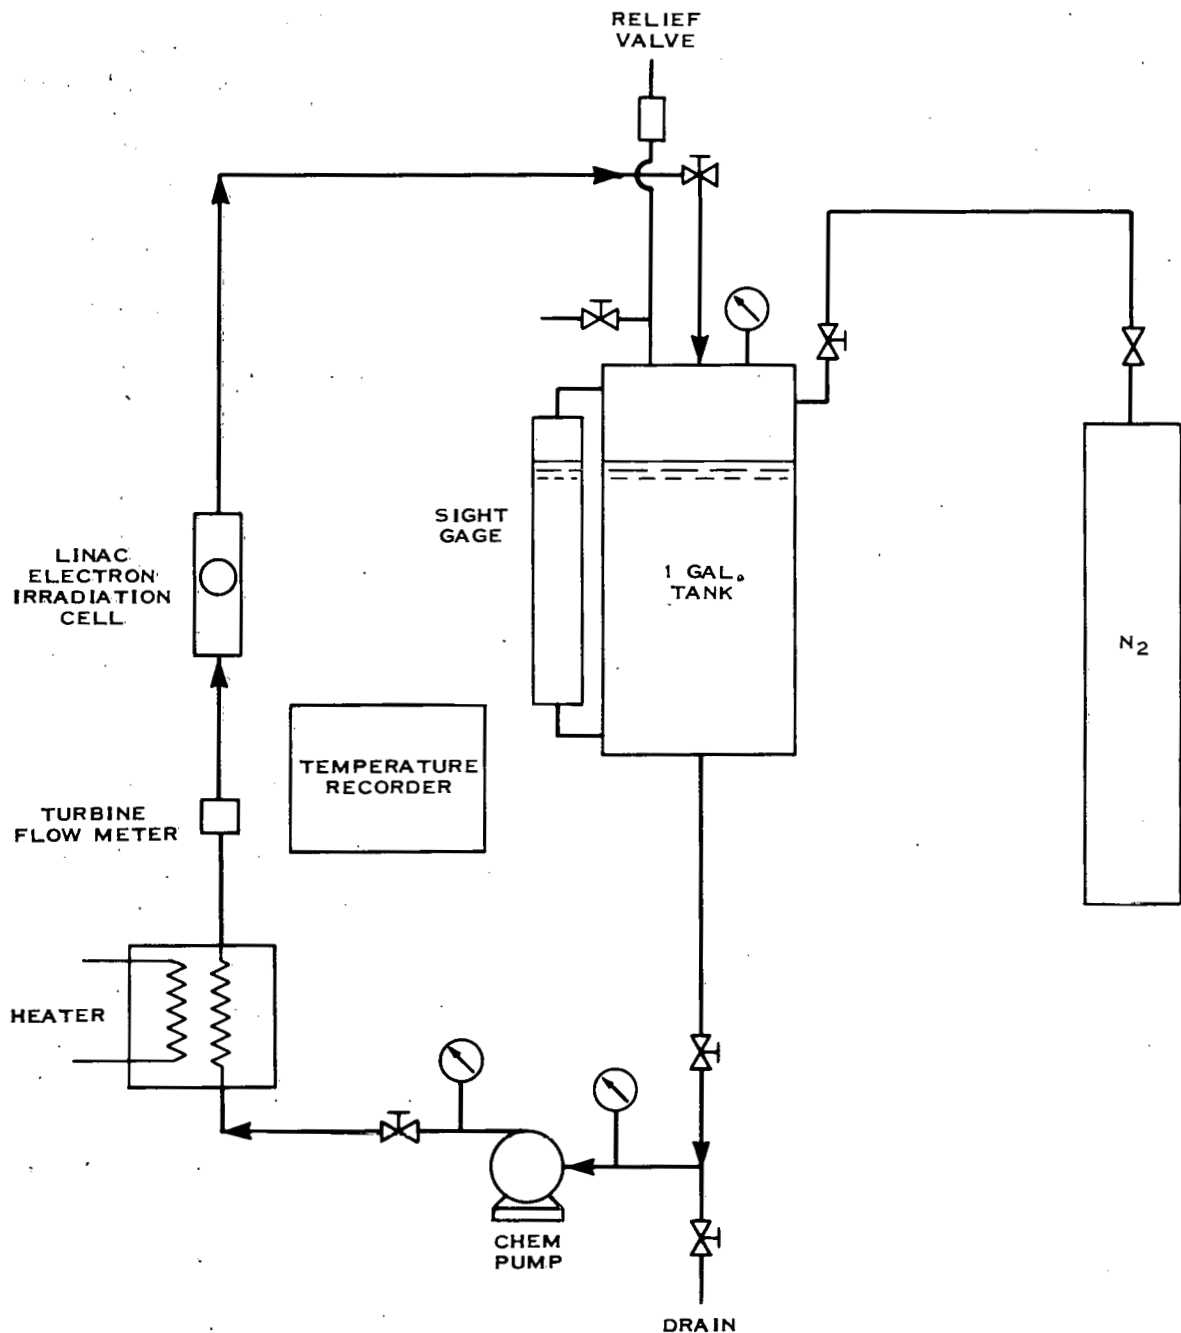 RELIEF
VALVE
SIGHT
GAGE
1 GAL.
TANK
N2
LINAC
ELECTRON
IRRADIATION
CELL
TEMPERATURE
RECORDER
TURBINE
FLOW METER
HEATER
CHEM
PUMP
DRAIN